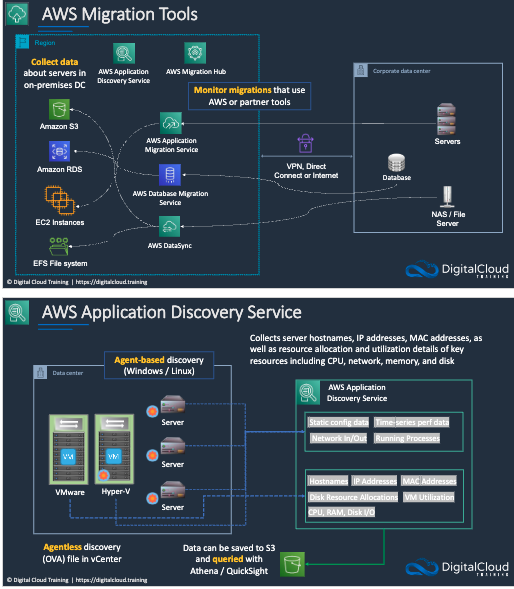 AWS Migration Tools
Region
Collect data
about servers in
on-premises DC
AWS Application
Discovery Service
AWS Migration Hub
Monitor migrations that use
AWS or partner tools
Corporate data center
Amazon S3
AWS Application
Migration Service
Servers
Amazon RDS
AWS Database Migration
Service
VPN, Direct
Connect or Internet
Database
EC2 Instances
AWS DataSync
NAS / File
Server
EFS File system
© Digital Cloud Training | https://digitalcloud.training
DigitalCloud
TRAINING
AWS Application Discovery Service
Collects server hostnames, IP addresses, MAC addresses, as
well as resource allocation and utilization details of key
resources including CPU, network, memory, and disk
Agent-based discovery
(Windows / Linux)
Data center
AWS Application
Discovery Service
Server
Static config data
Time-series perf data
Network In/Out
Running Processes
VM
VM
Server
Hostnames
IP Addresses
MAC Addresses
Disk Resource Allocations
VM Utilization
CPU, RAM, Disk I/O
VMware
Hyper-V
Server
Agentless discovery
(OVA) file in vCenter
Data can be saved to S3
and queried with
Athena / QuickSight
© Digital Cloud Training | https://digitalcloud.training
DigitalCloud
TRAINING